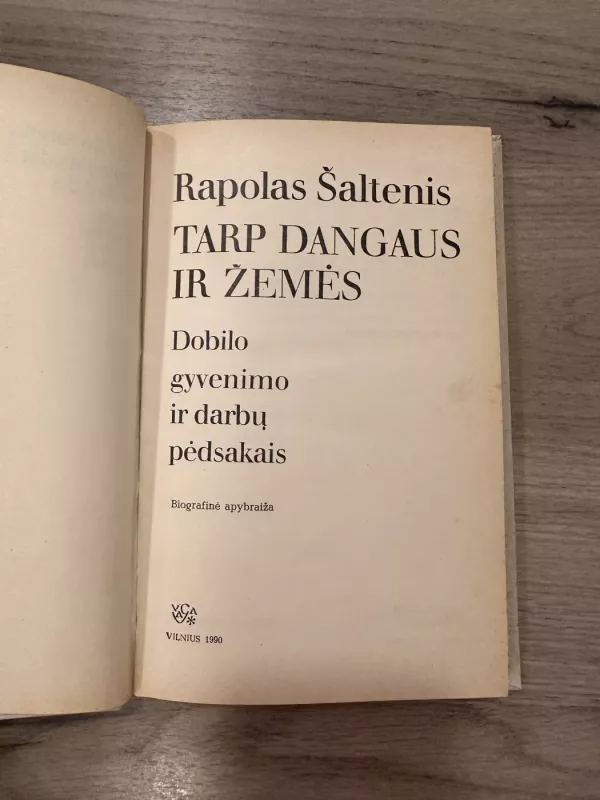 Rapolas Šaltenis
TARP DANGAUS
IR ŽEMĖS
Dobilo
gyvenimo
ir darbų
pėdsakais
Biografinė apybraiža
VILNIUS 1990